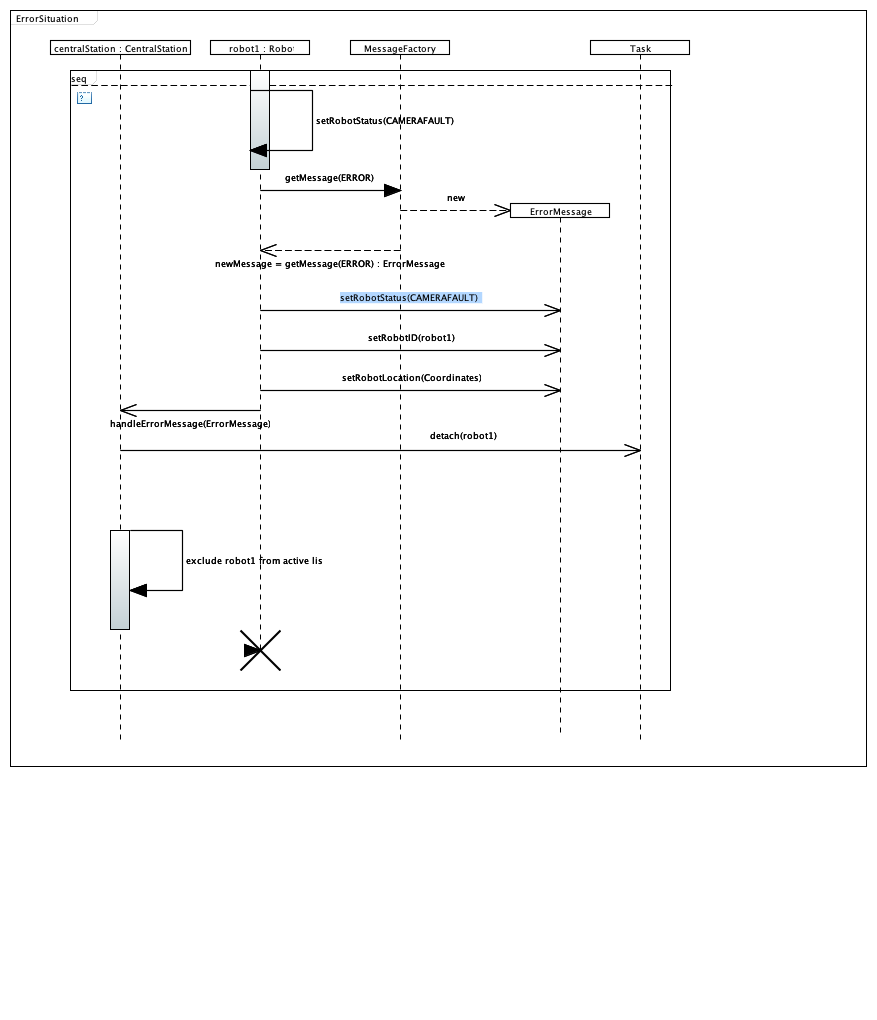 ErrorSituation
centralStation : CentralStation
robot1 : Robot
MessageFactory
Task
seq
?
setRobotStatus(CAMERAFAULT)
getMessage(ERROR)
new
ErrorMessage
newMessage = getMessage(ERROR) : ErrorMessage
setRobotStatus(CAMERAFAULT)
setRobotID(robot1)
setRobotLocation(Coordinates)
handleErrorMessage(ErrorMessage)
detach(robot1)
exclude robot1 from active lis